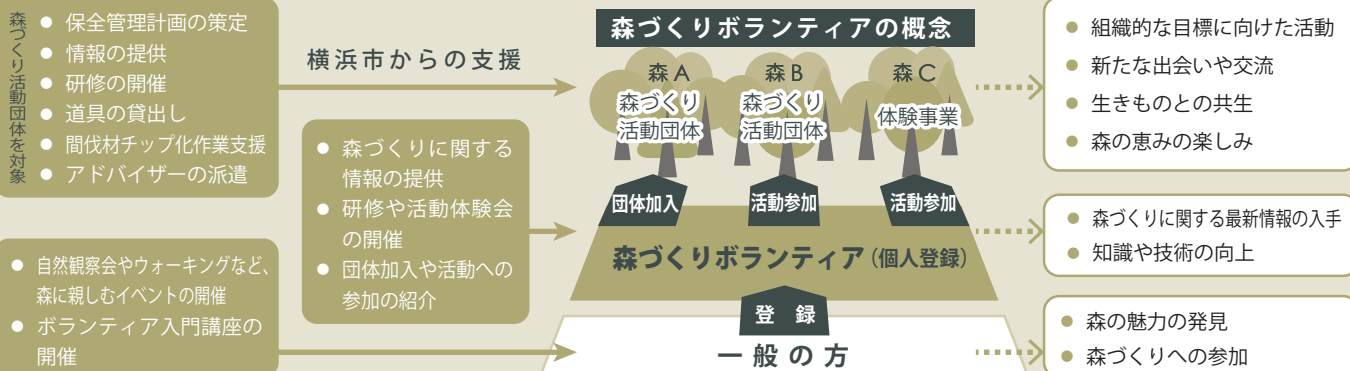 森づくり活動団体を対象
● 保全管理計画の策定
● 情報の提供
● 研修の開催
● 道具の貸出し
● 間伐材チップ化作業支援
● アドバイザーの派遣
● 自然観察会やウォーキングなど、
森に親しむイベントの開催
● ボランティア入門講座の
開催
横浜市からの支援
● 森づくりに関する
情報の提供
● 研修や活動体験会
の開催
● 団体加入や活動への
参加の紹介
森づくりボランティアの概念
森A
森づくり
活動団体
森B
森づくり
活動団体
森C
体験事業
団体加入
活動参加
活動参加
森づくりボランティア(個人登録)
登 録
一般の方
● 組織的な目標に向けた活動
● 新たな出会いや交流
● 生きものとの共生
● 森の恵みの楽しみ
● 森づくりに関する最新情報の入手
● 知識や技術の向上
● 森の魅力の発見
● 森づくりへの参加